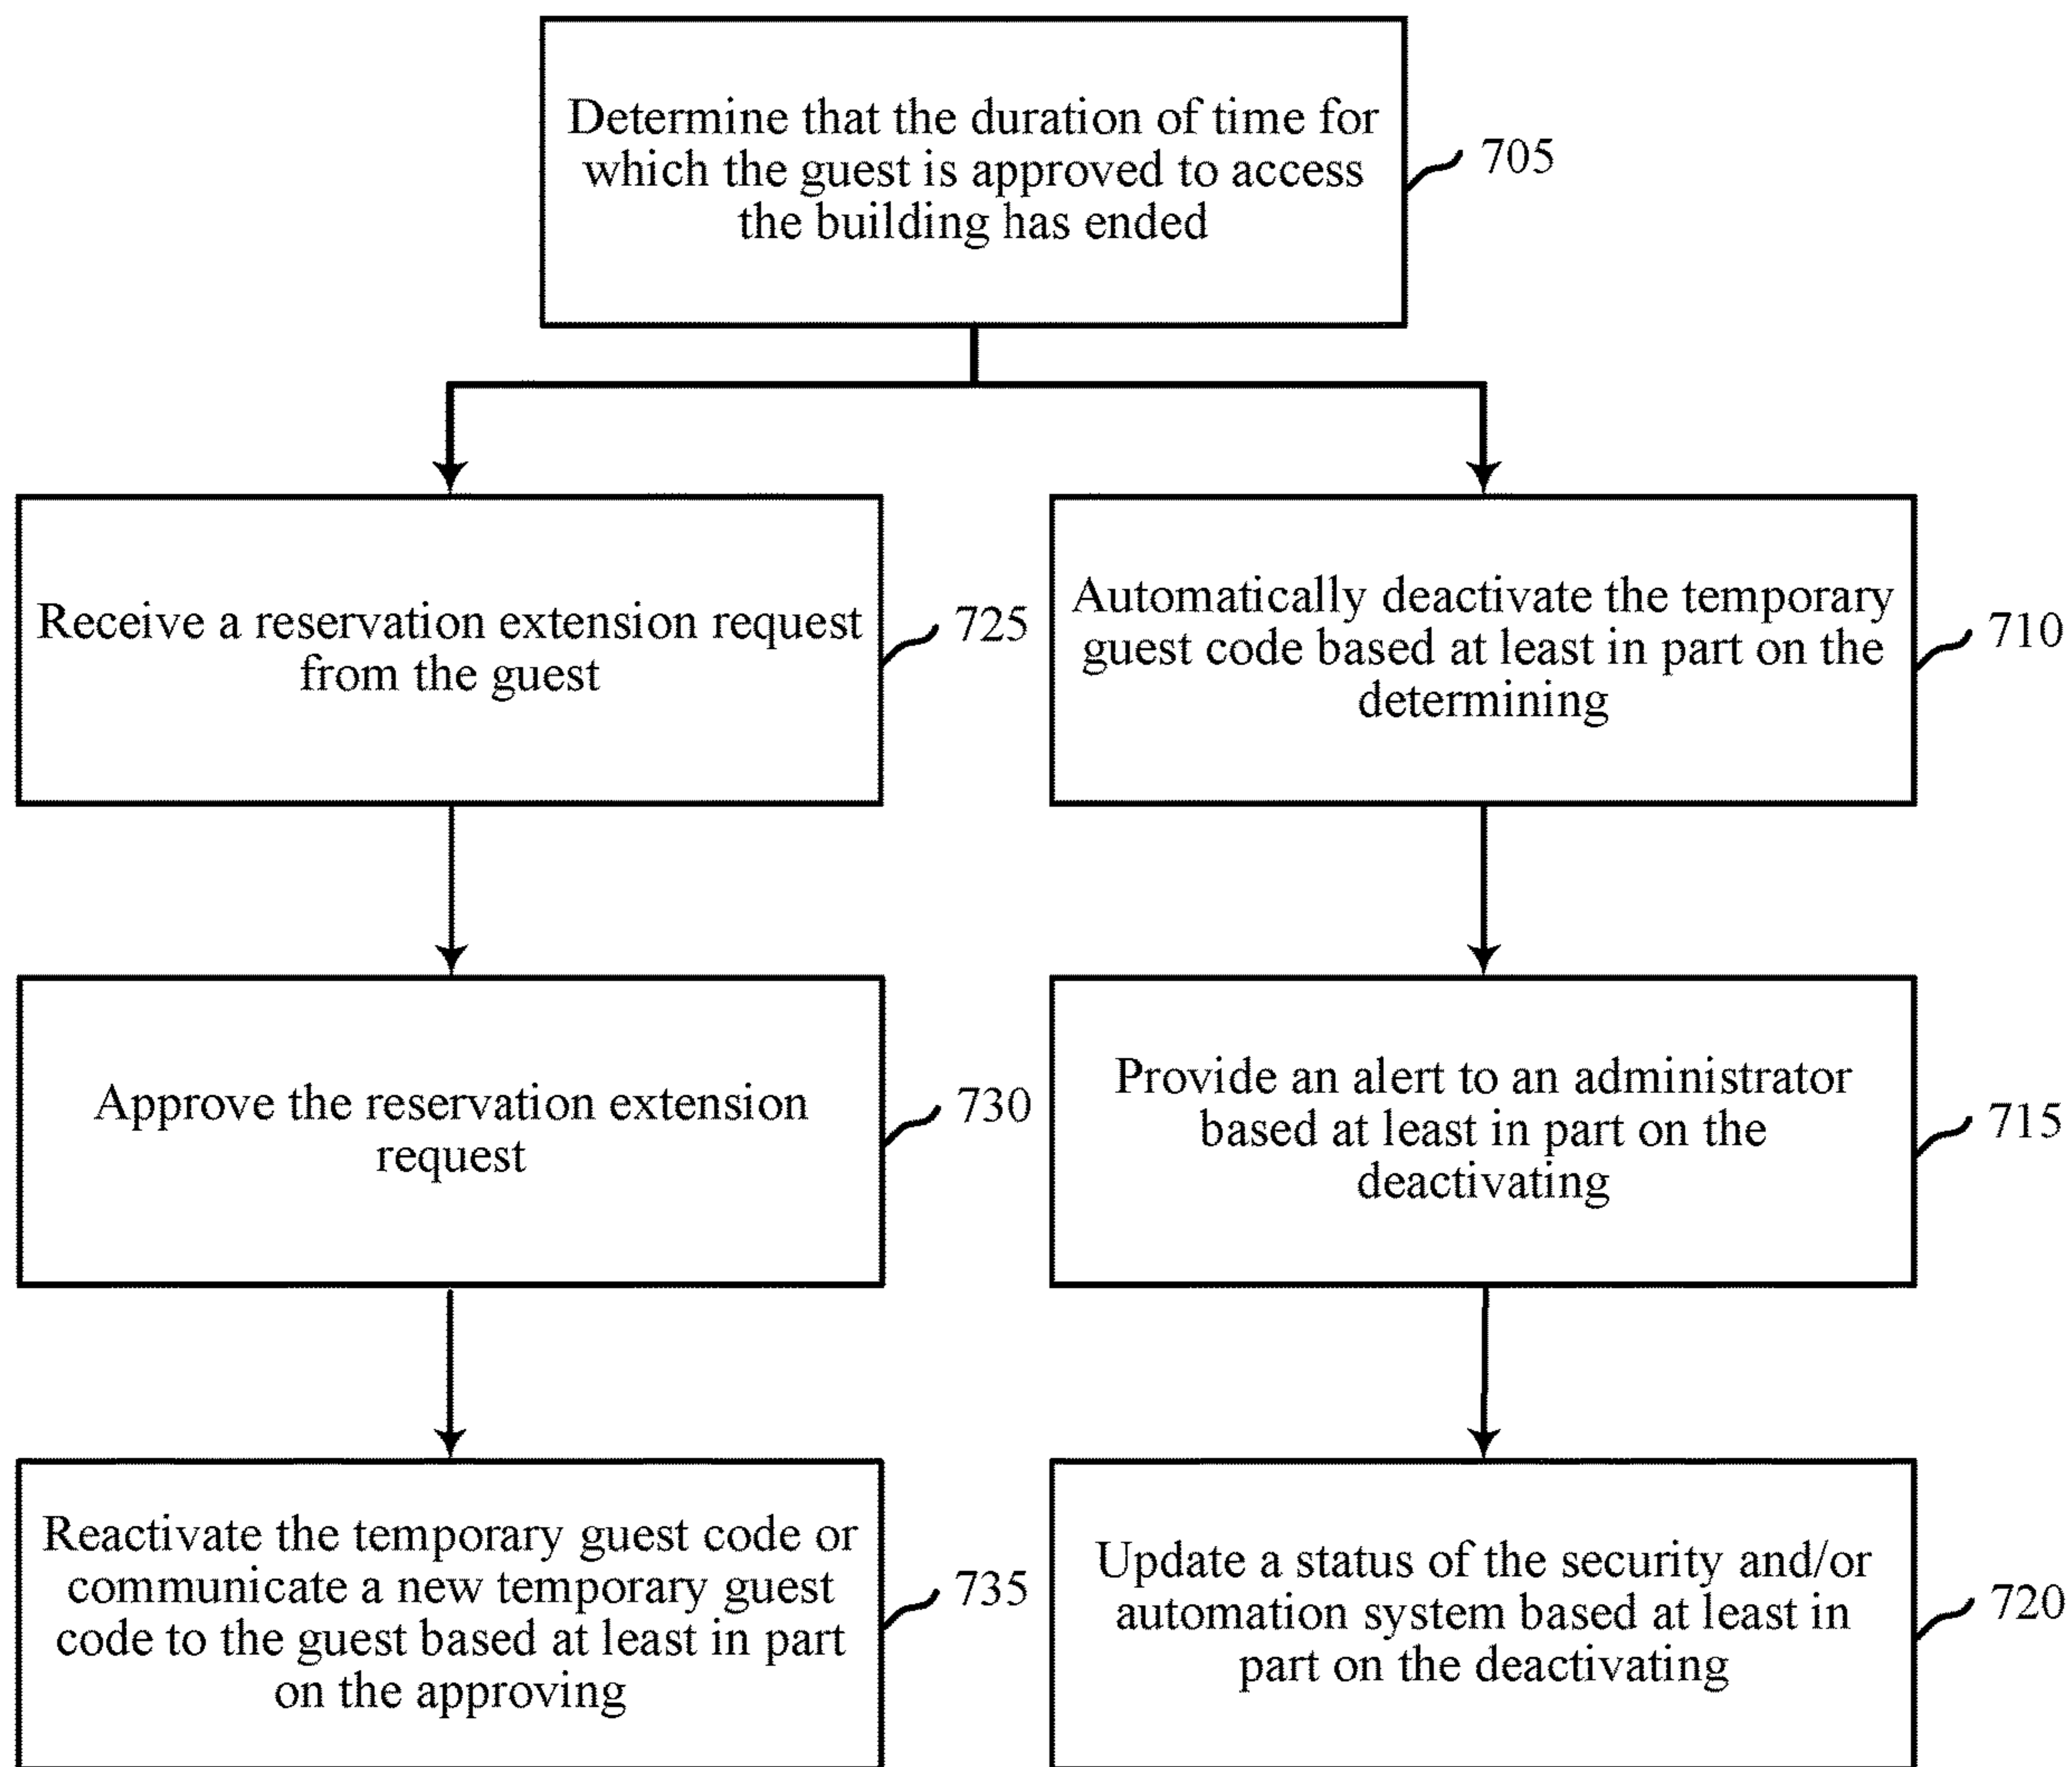 Determine that the duration of time for
which the guest is approved to access
the building has ended
705
Receive a reservation extension request
from the guest
725
Automatically deactivate the temporary
guest code based at least in part on the
determining
710
Approve the reservation extension
request
730
Provide an alert to an administrator
based at least in part on the
deactivating
715
Reactivate the temporary guest code or
communicate a new temporary guest
code to the guest based at least in part
on the approving
735
Update a status of the security and/or
automation system based at least in
part on the deactivating
720